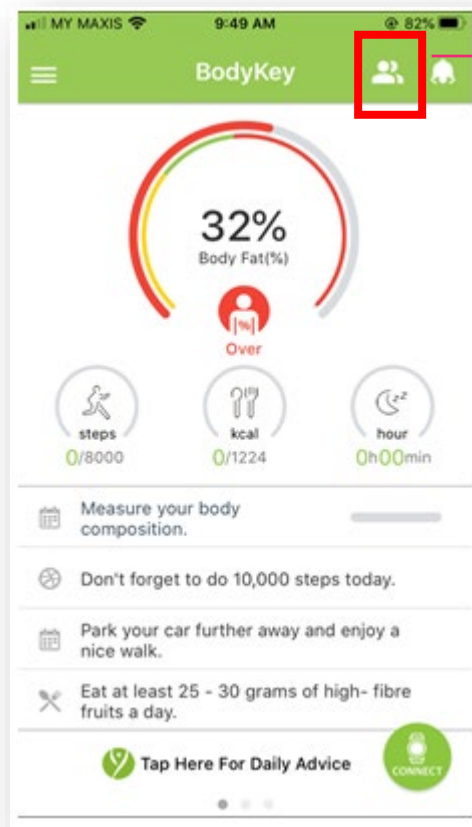 MY MAXIS 9:49 AM 82%
BodyKey
32%
Body Fat(%)
|%|
Over
steps kcal hour
0/8000 0/1224 0h00min
Measure your body
composition.
Don't forget to do 10,000 steps today.
Park your car further away and enjoy a
nice walk.
Eat at least 25 - 30 grams of high- fibre
fruits a day.
Tap Here For Daily Advice
CONNECT